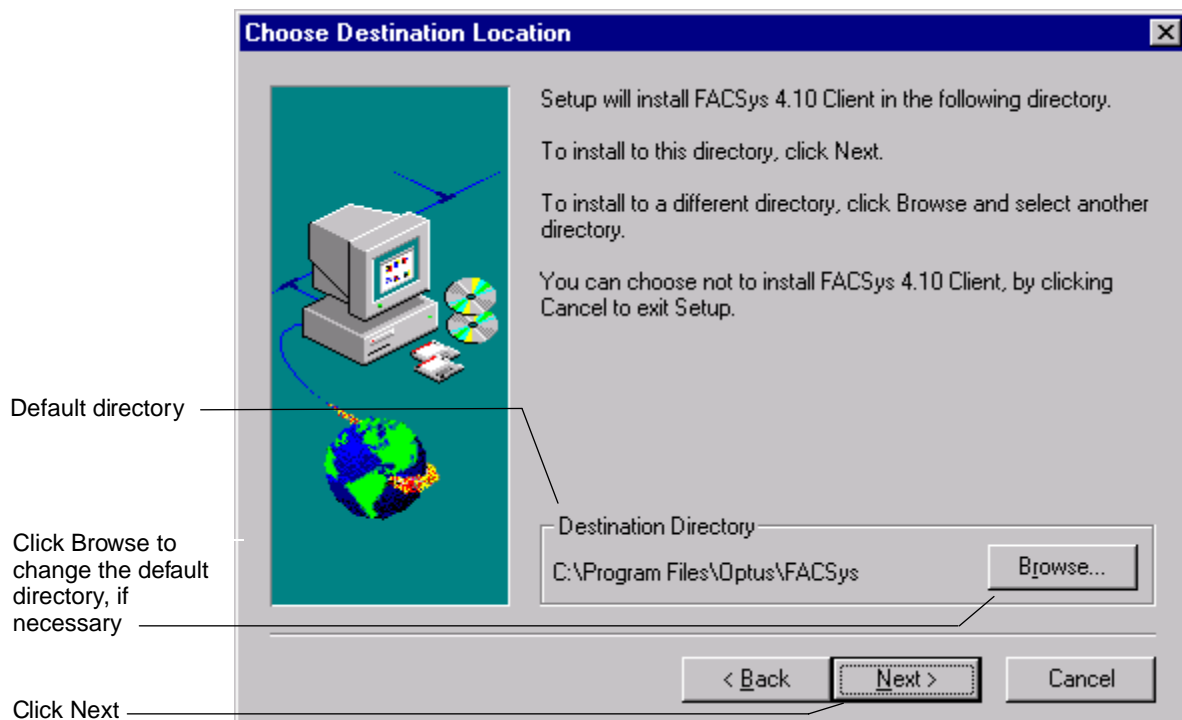 Choose Destination Location
Setup will install FACSys 4.10 Client in the following directory.
To install to this directory, click Next.
To install to a different directory, click Browse and select another
directory.
You can choose not to install FACSys 4.10 Client, by clicking
Cancel to exit Setup.
Default directory
Destination Directory
C:\Program Files\Optus\FACSys
Browse...
Click Browse to
change the default
directory, if
necessary
< Back
Next >
Cancel
Click Next